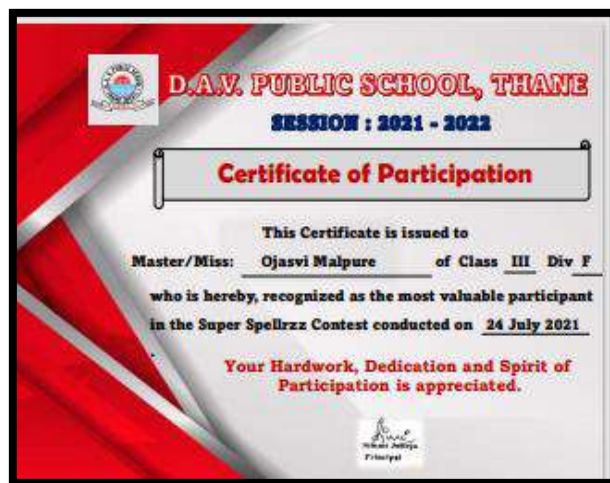 D.A.V. PUBLIC SCHOOL, THANE
SESSION : 2021 - 2022
Certificate of Participation
This Certificate is issued to
Master/Miss: Ojasvi Malpure of Class III Div F
who is hereby, recognized as the most valuable participant
in the Super Spellrzz Contest conducted on 24 July 2021
.
Your Hardwork, Dedication and Spirit of
Participation is appreciated.
Principal